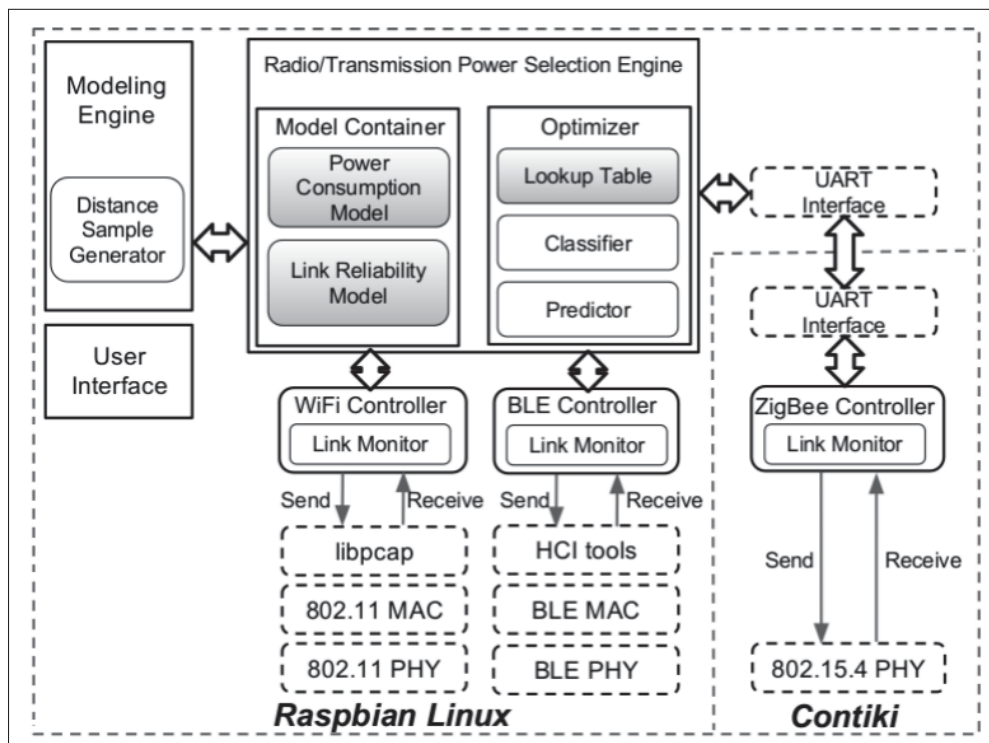 Modeling
Engine
Distance
Sample
Generator
User
Interface
Radio/Transmission Power Selection Engine
Model Container
Power
Consumption
Model
Link Reliability
Model
Optimizer
Lookup Table
Classifier
Predictor
UART
Interface
UART
Interface
WiFi Controller
Link Monitor
Send
Receive
libpcap
802.11 MAC
802.11 PHY
BLE Controller
Link Monitor
Send
Receive
HCI tools
BLE MAC
BLE PHY
ZigBee Controller
Link Monitor
Send
Receive
802.15.4 PHY
Raspbian Linux
Contiki